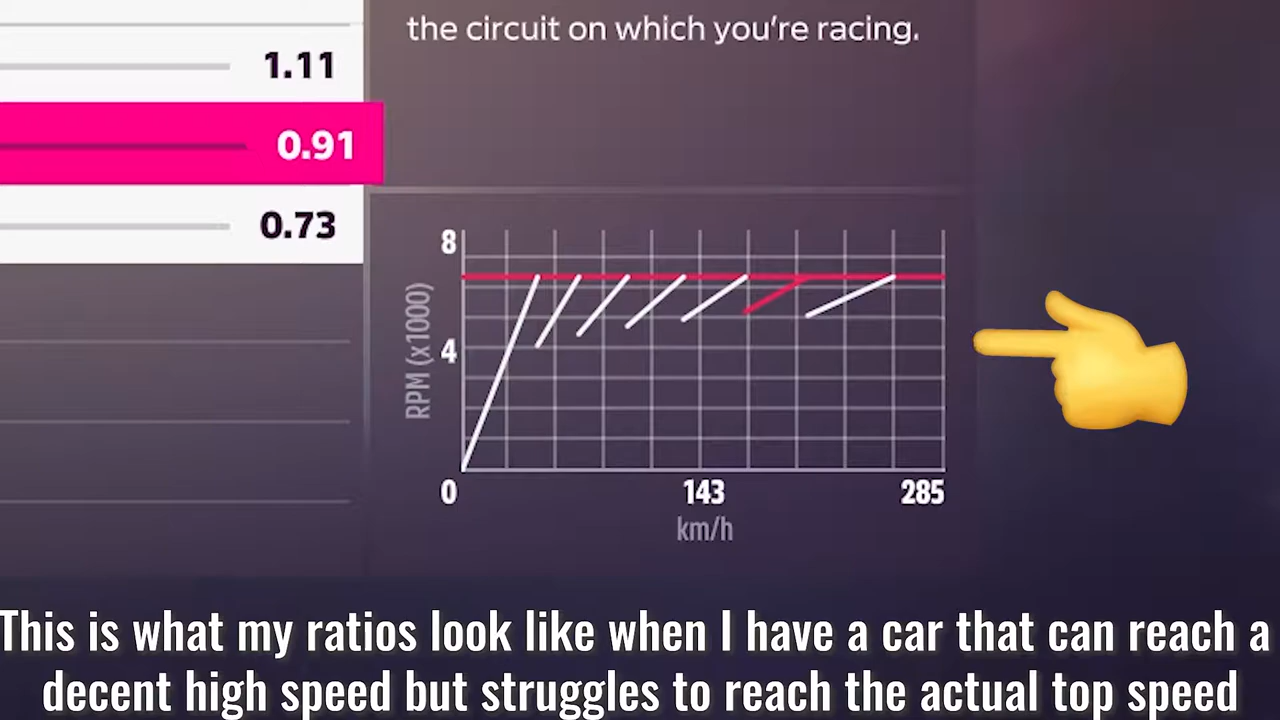 the circuit on which you're racing.
1.11
0.91
0.73
8
4
RPM (x1000)
0 143 285
km/h
This is what my ratios look like when I have a car that can reach a
decent high speed but struggles to reach the actual top speed